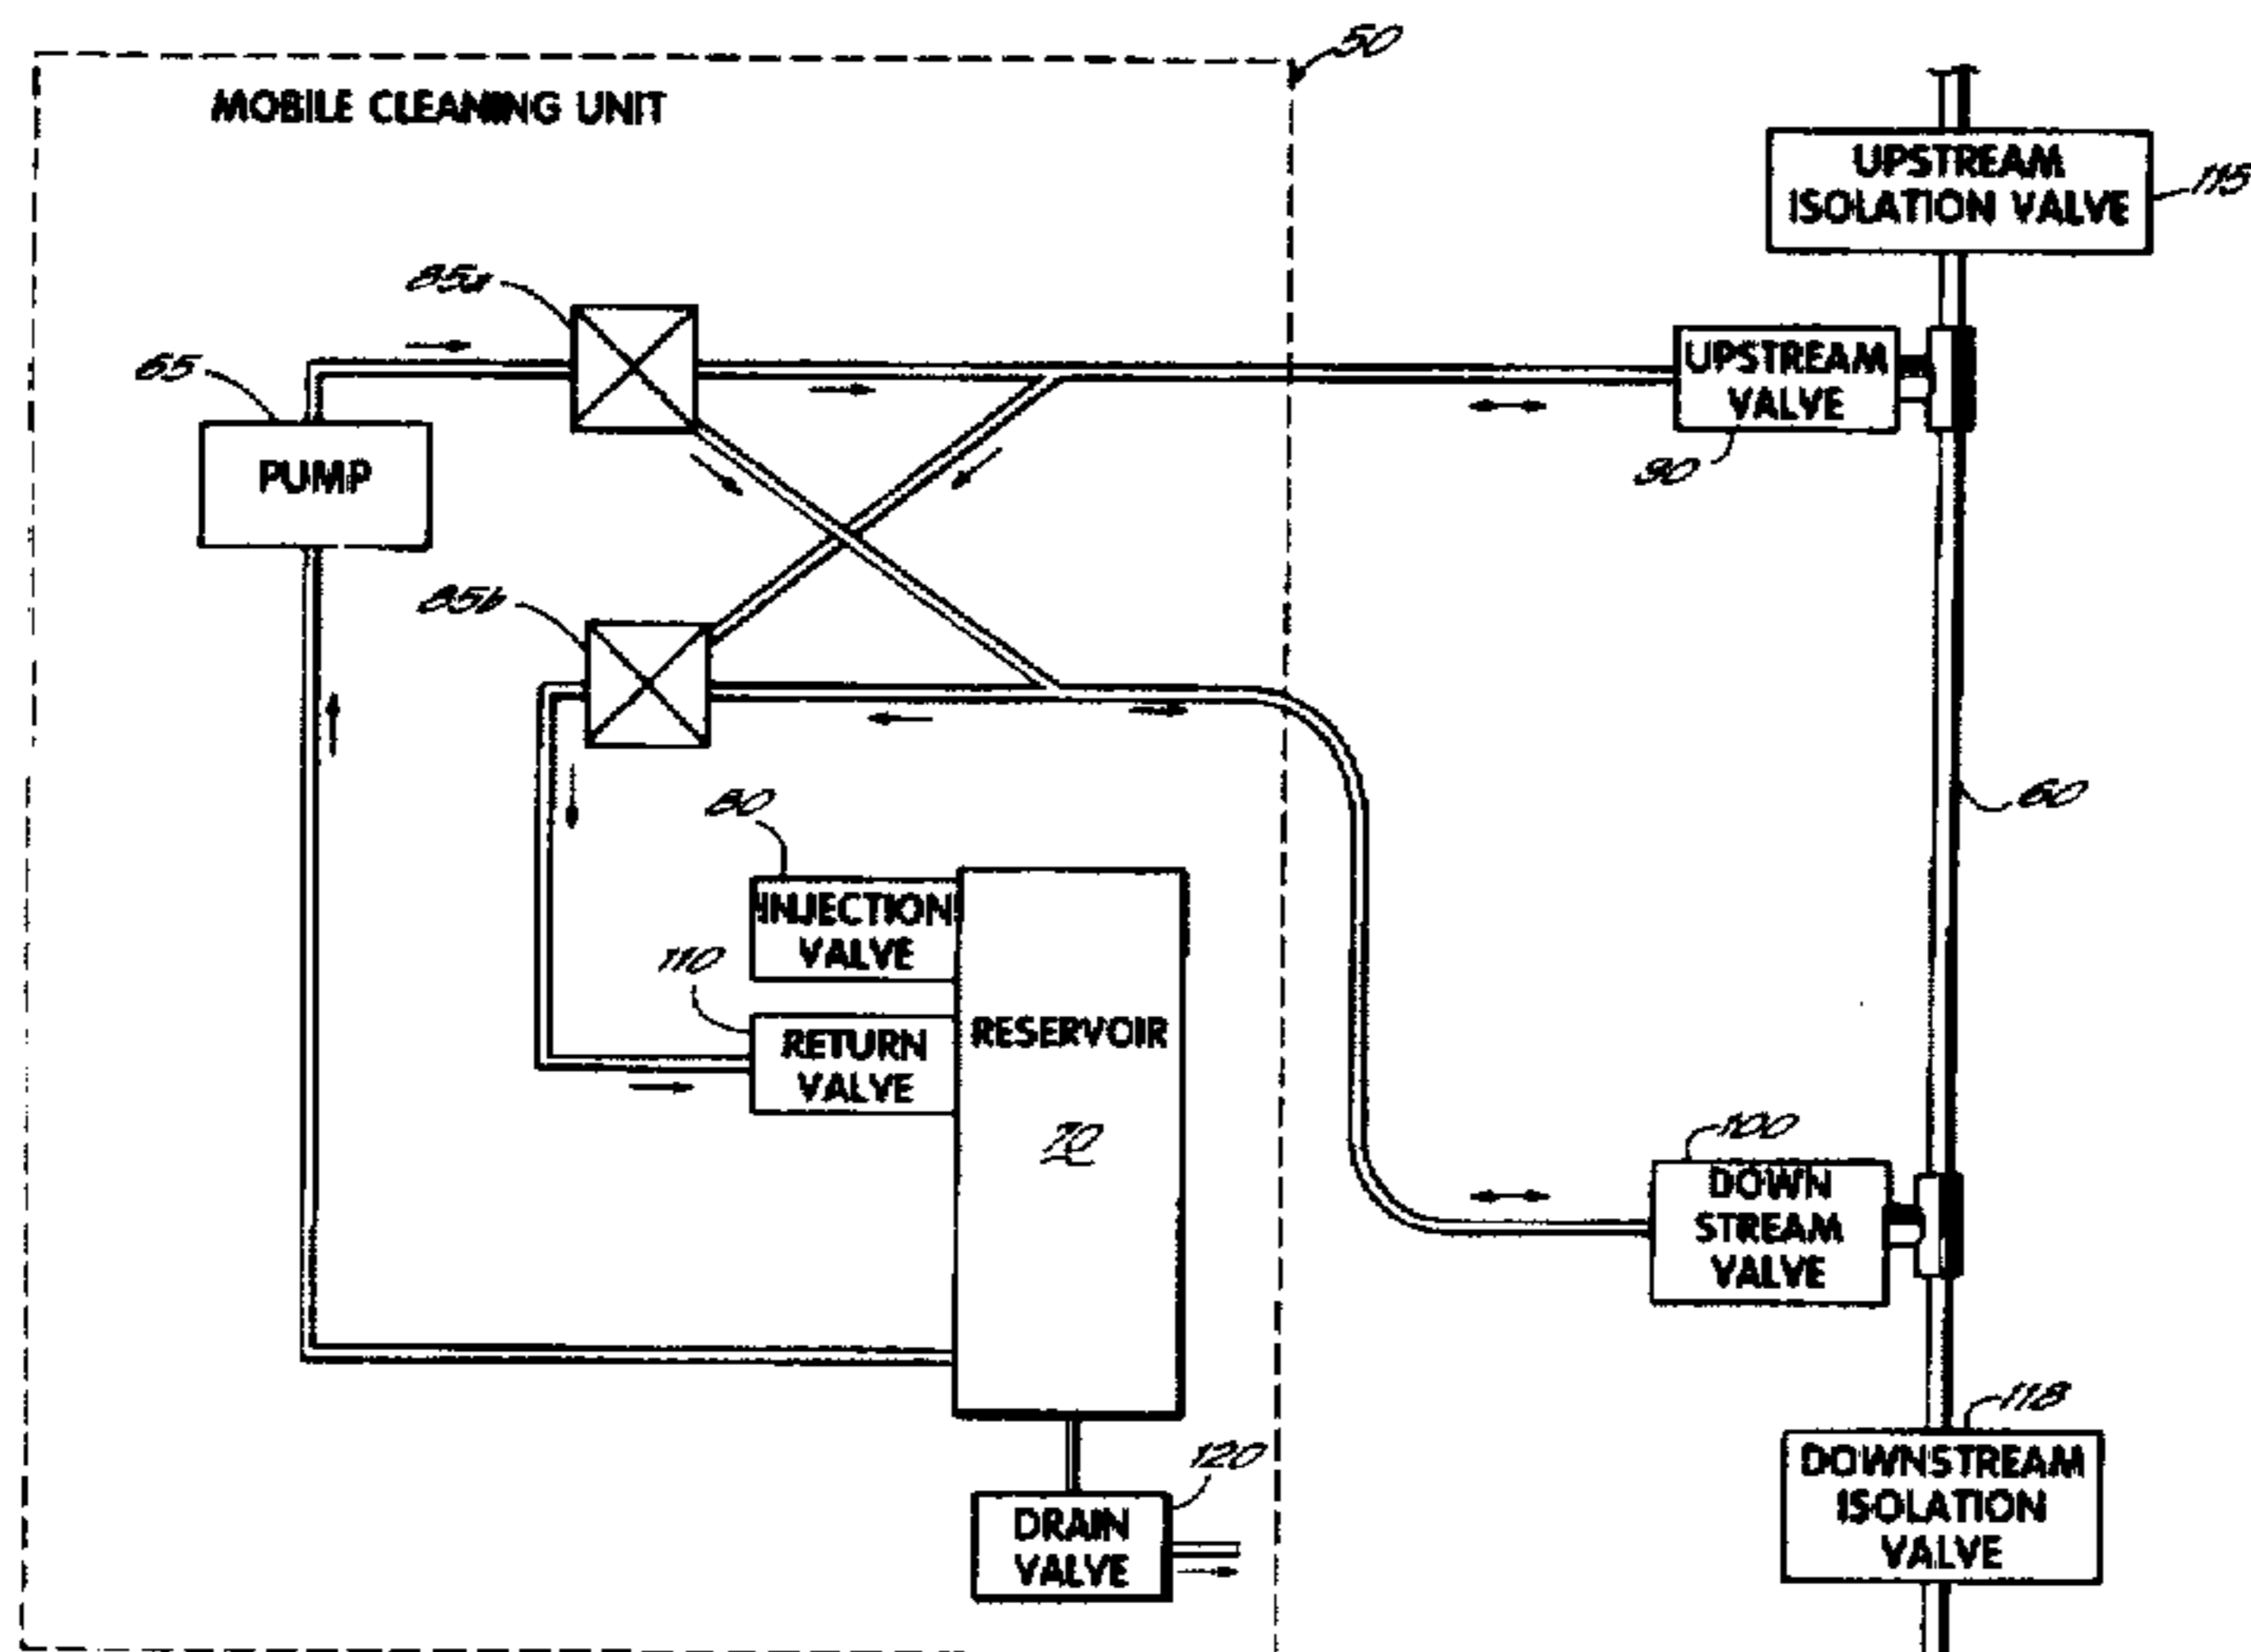 50
MOBILE CLEANING UNIT
UPSTREAM
ISOLATION VALVE
115
85a
65
UPSTREAM
VALVE
90
PUMP
85b
60
80
INJECTION
VALVE
110
RETURN
VALVE
RESERVOIR
70
100
DOWN
STREAM
VALVE
118
DOWNSTREAM
ISOLATION
VALVE
120
DRAIN
VALVE